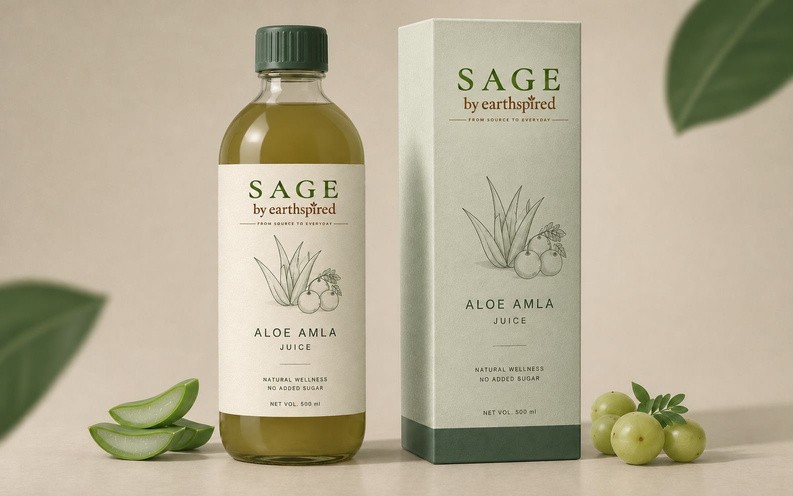 SAGE
by earthspired
FROM SOURCE TO EVERYDAY
ALOE AMLA
JUICE
NATURAL WELLNESS
NO ADDED SUGAR
NET VOL. 500 ml
SAGE
by earthspired
FROM SOURCE TO EVERYDAY
ALOE AMLA
JUICE
NATURAL WELLNESS
NO ADDED SUGAR
NET VOL. 500 ml